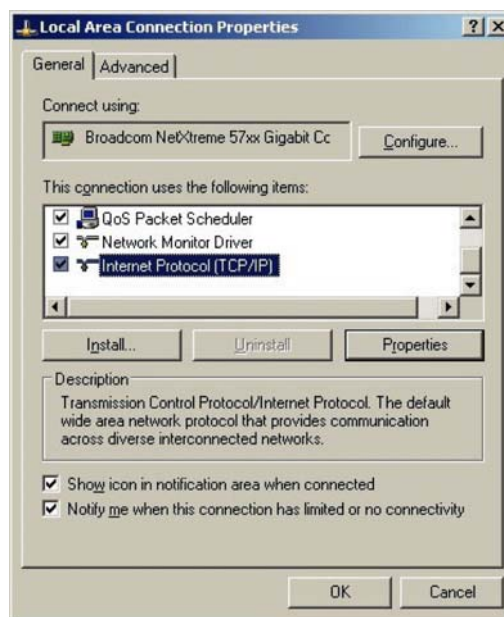 Local Area Connection Properties
General Advanced
Connect using:
Broadcom NetXtreme 57xx Gigabit Cc
Configure...
This connection uses the following items:
QoS Packet Scheduler
Network Monitor Driver
Internet Protocol (TCP/IP)
Install... Uninstall Properties
Description
Transmission Control Protocol/Internet Protocol. The default
wide area network protocol that provides communication
across diverse interconnected networks.
Show icon in notification area when connected
Notify me when this connection has limited or no connectivity
OK Cancel